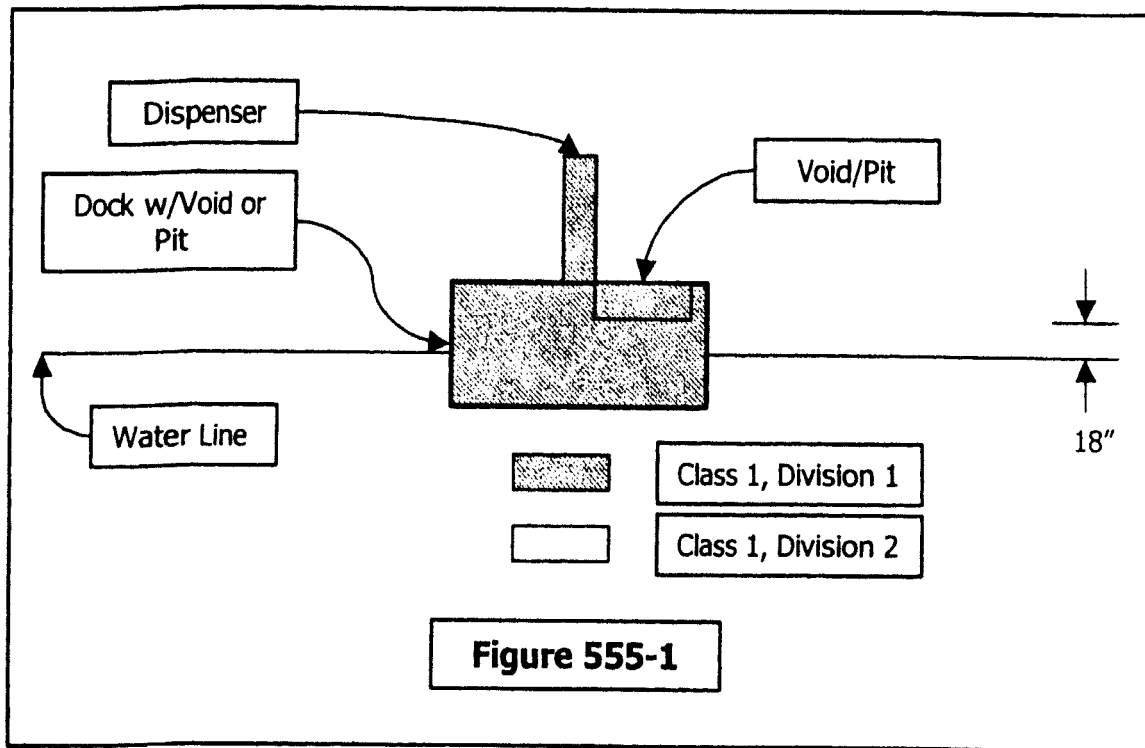 Dispenser
Void/Pit
Dock w/Void or
Pit
Water Line
18"
Class 1, Division 1
Class 1, Division 2
Figure 555-1